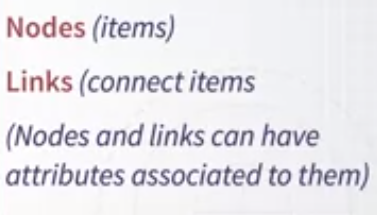 Nodes (items)
Links (connect items
(Nodes and links can have
attributes associated to them)